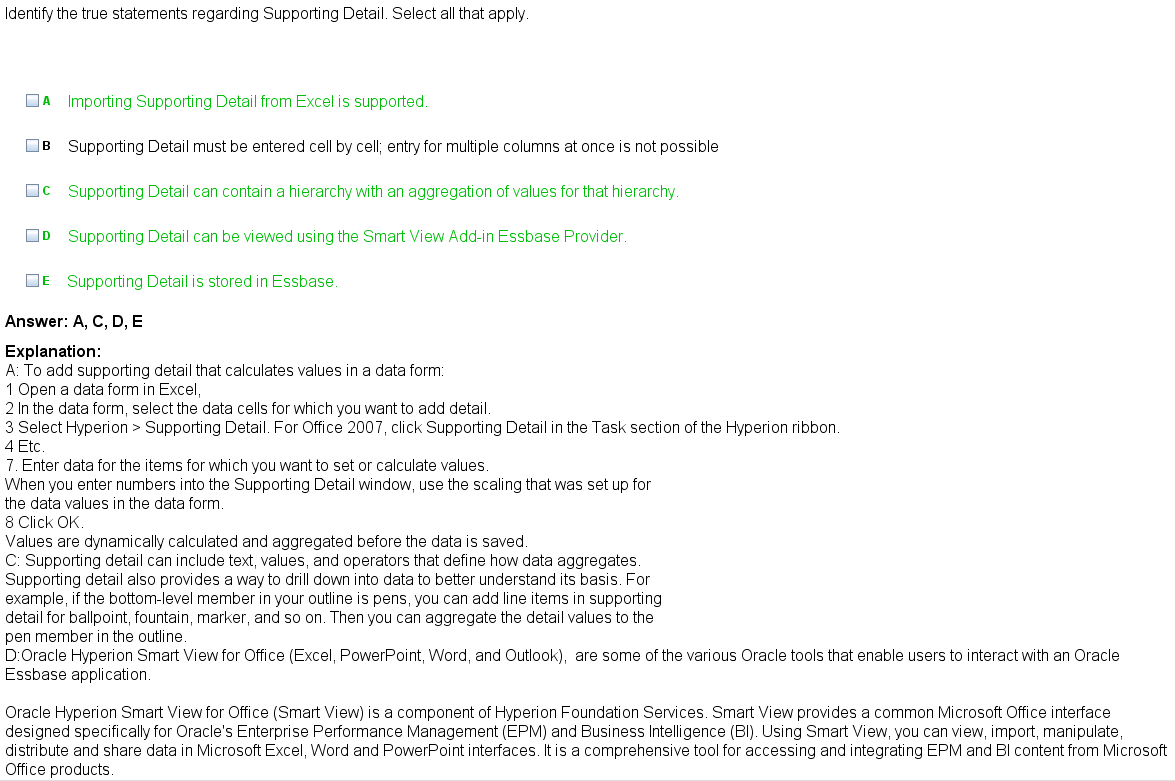 Identify the true statements regarding Supporting Detail. Select all that apply.
A Importing Supporting Detail from Excel is supported.
B Supporting Detail must be entered cell by cell; entry for multiple columns at once is not possible
C Supporting Detail can contain a hierarchy with an aggregation of values for that hierarchy.
D Supporting Detail can be viewed using the Smart View Add-in Essbase Provider.
E Supporting Detail is stored in Essbase.
Answer: A, C, D, E
Explanation:
A: To add supporting detail that calculates values in a data form:
1 Open a data form in Excel,
2 In the data form, select the data cells for which you want to add detail.
3 Select Hyperion > Supporting Detail. For Office 2007, click Supporting Detail in the Task section of the Hyperion ribbon.
4 Etc.
7. Enter data for the items for which you want to set or calculate values.
When you enter numbers into the Supporting Detail window, use the scaling that was set up for
the data values in the data form.
8 Click OK.
Values are dynamically calculated and aggregated before the data is saved.
C: Supporting detail can include text, values, and operators that define how data aggregates.
Supporting detail also provides a way to drill down into data to better understand its basis. For
example, if the bottom-level member in your outline is pens, you can add line items in supporting
detail for ballpoint, fountain, marker, and so on. Then you can aggregate the detail values to the
pen member in the outline.
D:Oracle Hyperion Smart View for Office (Excel, PowerPoint, Word, and Outlook),  are some of the various Oracle tools that enable users to interact with an Oracle
Essbase application.
Oracle Hyperion Smart View for Office (Smart View) is a component of Hyperion Foundation Services. Smart View provides a common Microsoft Office interface
designed specifically for Oracle's Enterprise Performance Management (EPM) and Business Intelligence (BI). Using Smart View, you can view, import, manipulate,
distribute and share data in Microsoft Excel, Word and PowerPoint interfaces. It is a comprehensive tool for accessing and integrating EPM and BI content from Microsoft
Office products.